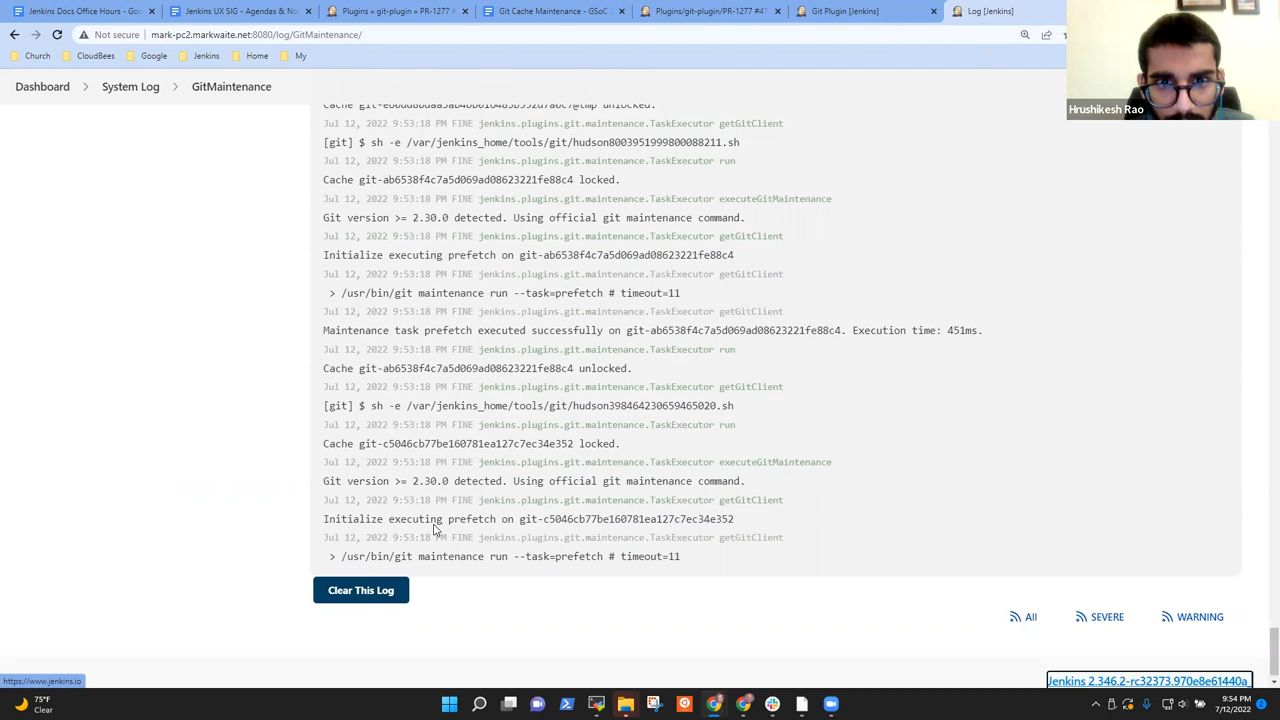 Jenkins Docs Office Hours - Go
Jenkins UX SIG - Agendas & No
Plugins » git-plugin » PR-1277 #
Git Cache Maintenance - GSoC
Plugins/git-plugin/PR-1277 #4
Git Plugin [Jenkins]
Log [Jenkins]
Not secure | mark-pc2.markwaite.net:8080/log/GitMaintenance/
Church CloudBees Google Jenkins Home My
Dashboard > System Log > GitMaintenance
Hrushikesh Rao
Jul 12, 2022 9:53:18 PM FINE jenkins.plugins.git.maintenance.TaskExecutor getGitClient
[git] $ sh -e /var/jenkins_home/tools/git/hudson8003951999800088211.sh
Jul 12, 2022 9:53:18 PM FINE jenkins.plugins.git.maintenance.TaskExecutor run
Cache git-ab6538f4c7a5d069ad08623221fe88c4 locked.
Jul 12, 2022 9:53:18 PM FINE jenkins.plugins.git.maintenance.TaskExecutor executeGitMaintenance
Git version >= 2.30.0 detected. Using official git maintenance command.
Jul 12, 2022 9:53:18 PM FINE jenkins.plugins.git.maintenance.TaskExecutor getGitClient
Initialize executing prefetch on git-ab6538f4c7a5d069ad08623221fe88c4
Jul 12, 2022 9:53:18 PM FINE jenkins.plugins.git.maintenance.TaskExecutor getGitClient
> /usr/bin/git maintenance run --task=prefetch # timeout=11
Jul 12, 2022 9:53:18 PM FINE jenkins.plugins.git.maintenance.TaskExecutor getGitClient
Maintenance task prefetch executed successfully on git-ab6538f4c7a5d069ad08623221fe88c4. Execution time: 451ms.
Jul 12, 2022 9:53:18 PM FINE jenkins.plugins.git.maintenance.TaskExecutor run
Cache git-ab6538f4c7a5d069ad08623221fe88c4 unlocked.
Jul 12, 2022 9:53:18 PM FINE jenkins.plugins.git.maintenance.TaskExecutor getGitClient
[git] $ sh -e /var/jenkins_home/tools/git/hudson398464230659465020.sh
Jul 12, 2022 9:53:18 PM FINE jenkins.plugins.git.maintenance.TaskExecutor run
Cache git-c5046cb77be160781ea127c7ec34e352 locked.
Jul 12, 2022 9:53:18 PM FINE jenkins.plugins.git.maintenance.TaskExecutor executeGitMaintenance
Git version >= 2.30.0 detected. Using official git maintenance command.
Jul 12, 2022 9:53:18 PM FINE jenkins.plugins.git.maintenance.TaskExecutor getGitClient
Initialize executing prefetch on git-c5046cb77be160781ea127c7ec34e352
Jul 12, 2022 9:53:18 PM FINE jenkins.plugins.git.maintenance.TaskExecutor getGitClient
> /usr/bin/git maintenance run --task=prefetch # timeout=11
Clear This Log
All SEVERE WARNING
https://www.jenkins.io
Jenkins 2.346.2-rc32373.970e8e61440a
75°F
Clear
9:54 PM
7/12/2022
2